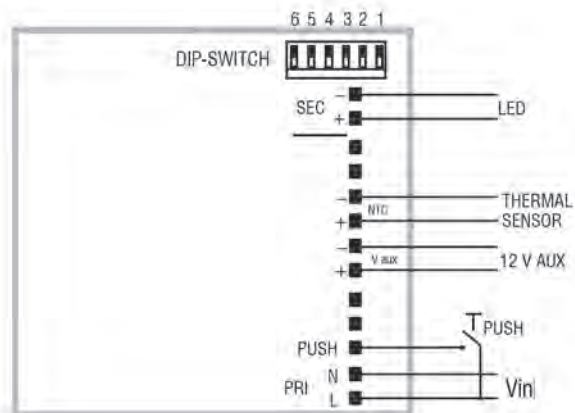 6 5 4 3 2 1
DIP-SWITCH
SEC
−
+
LED
−
+
NTC
THERMAL
SENSOR
−
+
V aux
12 V AUX
PUSH
T PUSH
PRI
N
L
Vin